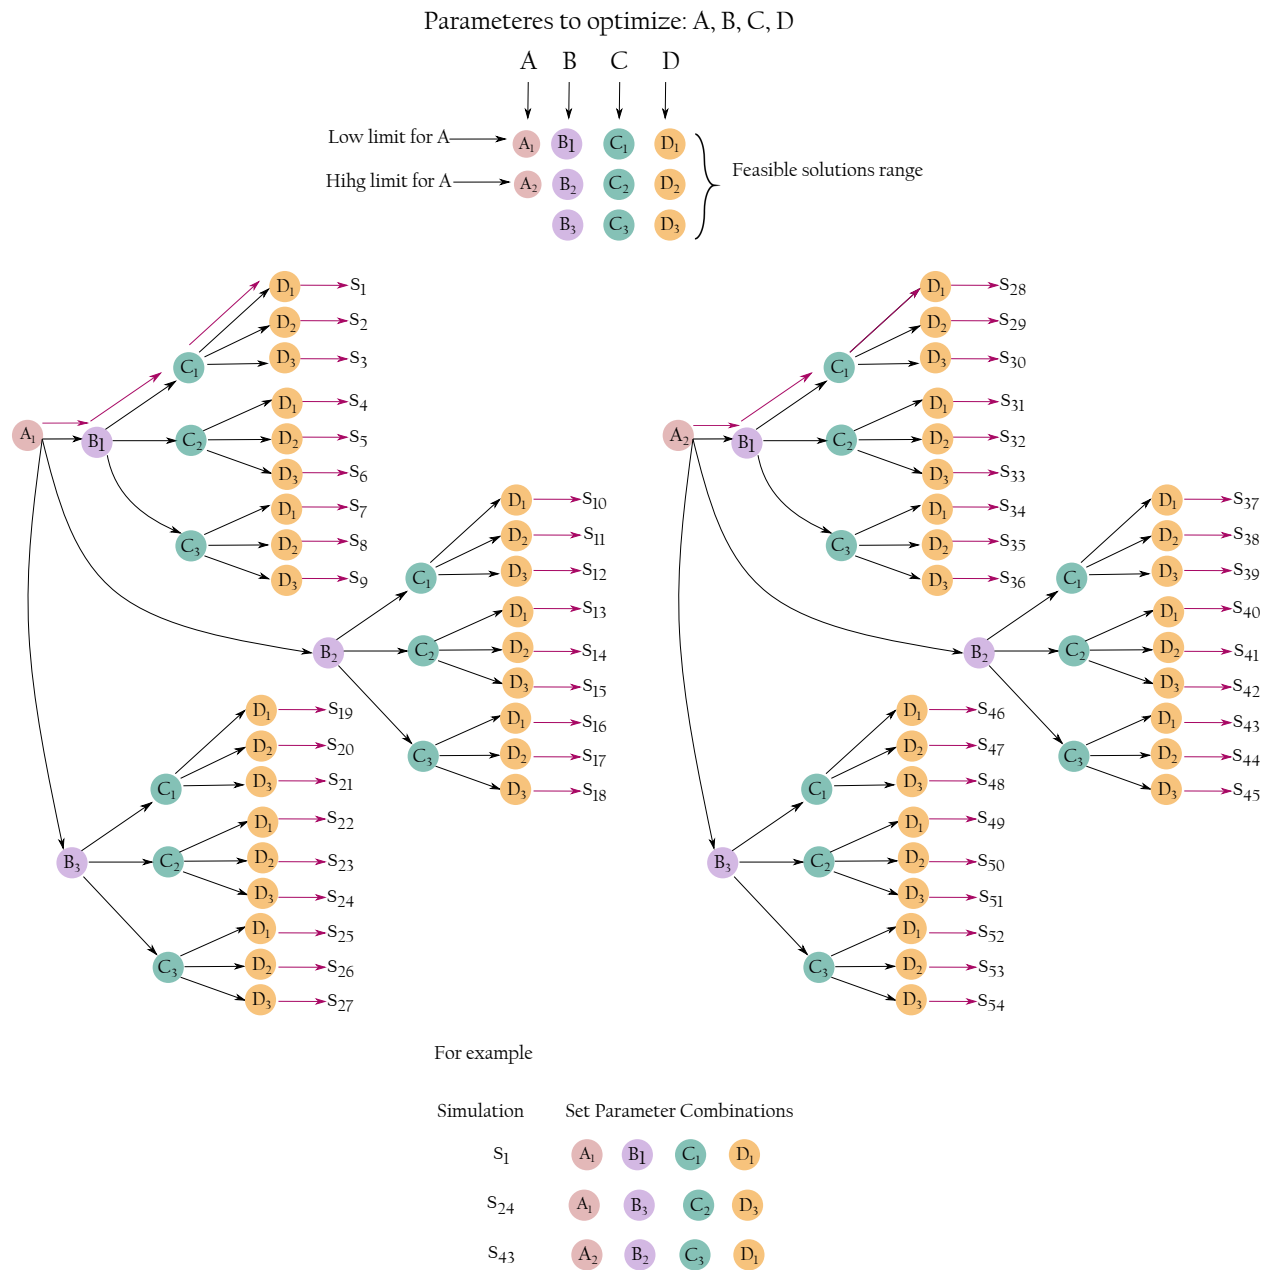 Parameteres to optimize: A, B, C, D
A B C D
Low limit for A A1 B1 C1 D1
Feasible solutions range
Hihg limit for A A2 B2 C2 D2
B3 C3 D3
D1 S1
D2 S2
C1 D3 S3
D1 S4
A1 B1 C2 D2 S5
D3 S6
D1 S7
C3 D2 S8
D3 S9
D1 S10
D2 S11
C1 D3 S12
D1 S13
B2 C2 D2 S14
D3 S15
D1 S16
C3 D2 S17
D3 S18
D1 S19
D2 S20
C1 D3 S21
D1 S22
B3 C2 D2 S23
D3 S24
D1 S25
C3 D2 S26
D3 S27
D1 S28
D2 S29
C1 D3 S30
D1 S31
A2 B1 C2 D2 S32
D3 S33
D1 S34
C3 D2 S35
D3 S36
D1 S37
D2 S38
C1 D3 S39
D1 S40
B2 C2 D2 S41
D3 S42
D1 S43
C3 D2 S44
D3 S45
D1 S46
D2 S47
C1 D3 S48
D1 S49
B3 C2 D2 S50
D3 S51
D1 S52
C3 D2 S53
D3 S54
For example
Simulation Set Parameter Combinations
S1 A1 B1 C1 D1
S24 A1 B3 C2 D3
S43 A2 B2 C3 D1